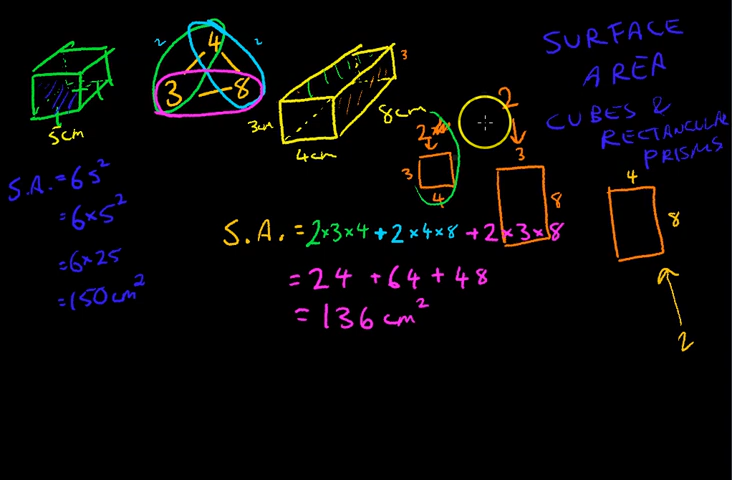 SURFACE
AREA
CUBES &
RECTANGULAR
PRISMS
5cm
S.A. = 6s²
= 6×5²
= 6×25
= 150cm²
2
2
4
3 — 8
3
3cm
8cm
4cm
2
3
4
2
3
8
4
8
2
S.A. = 2×3×4 + 2×4×8 + 2×3×8
= 24 + 64 + 48
= 136 cm²